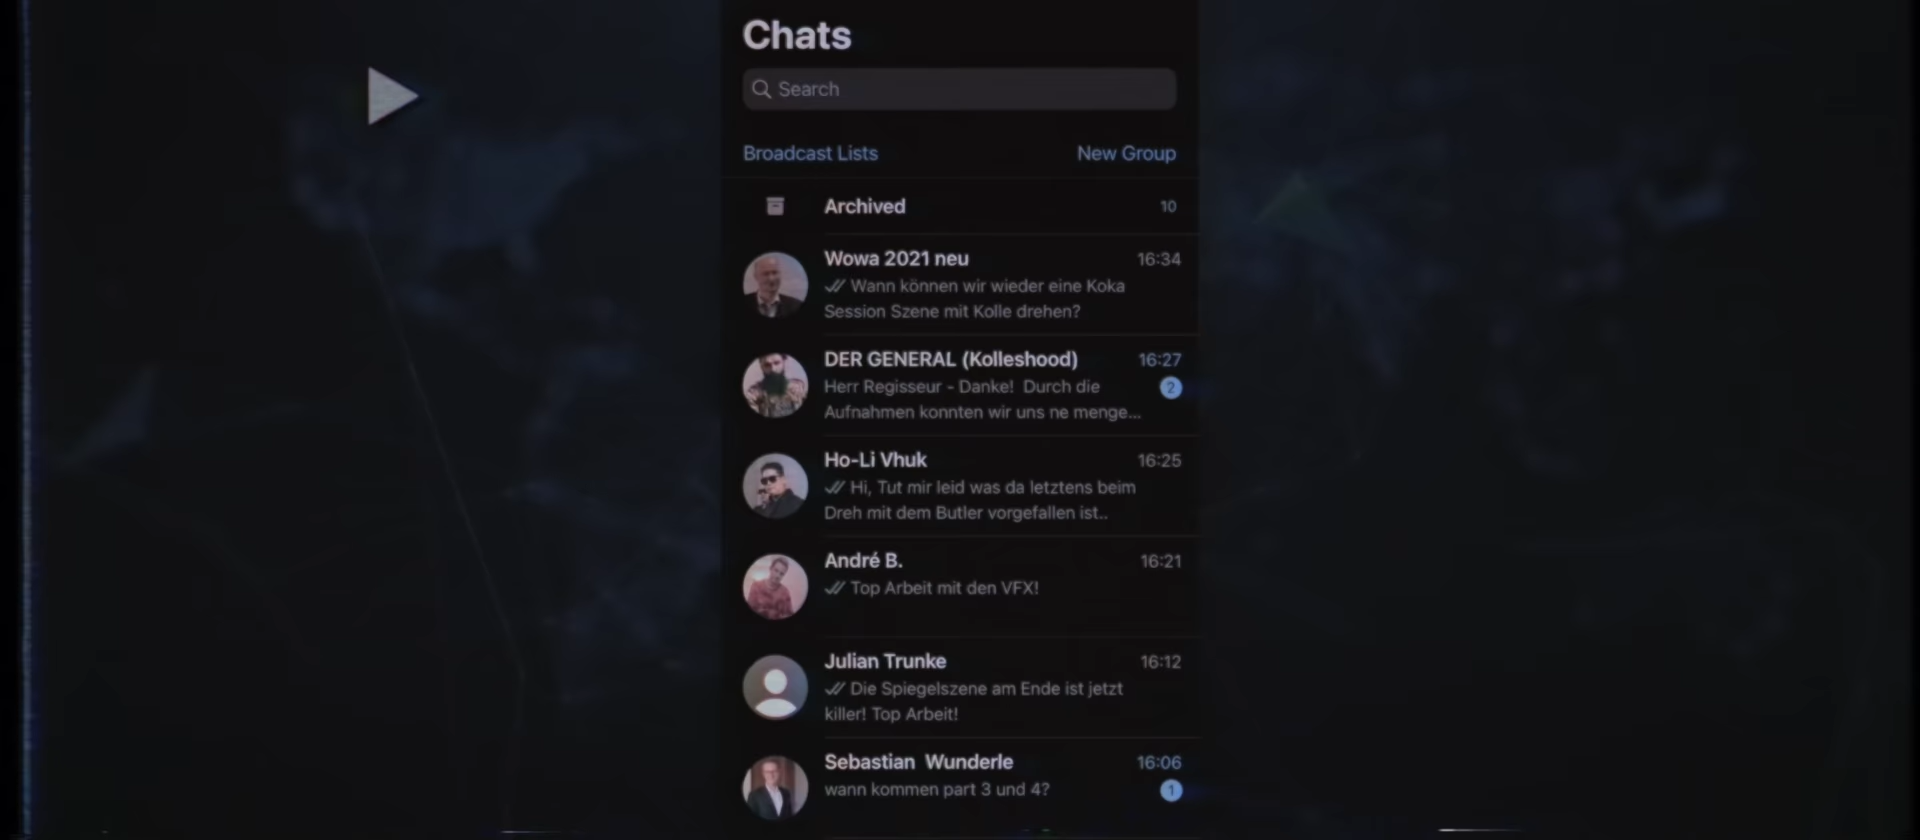 Chats
Search
Broadcast Lists
New Group
Archived
10
Wowa 2021 neu
16:34
Wann können wir wieder eine Koka
Session Szene mit Kolle drehen?
DER GENERAL (Kolleshood)
16:27
Herr Regisseur - Danke! Durch die
2
Aufnahmen konnten wir uns ne menge...
Ho-Li Vhuk
16:25
Hi, Tut mir leid was da letztens beim
Dreh mit dem Butler vorgefallen ist..
André B.
16:21
Top Arbeit mit den VFX!
Julian Trunke
16:12
Die Spiegelszene am Ende ist jetzt
killer! Top Arbeit!
Sebastian Wunderle
16:06
wann kommen part 3 und 4?
1